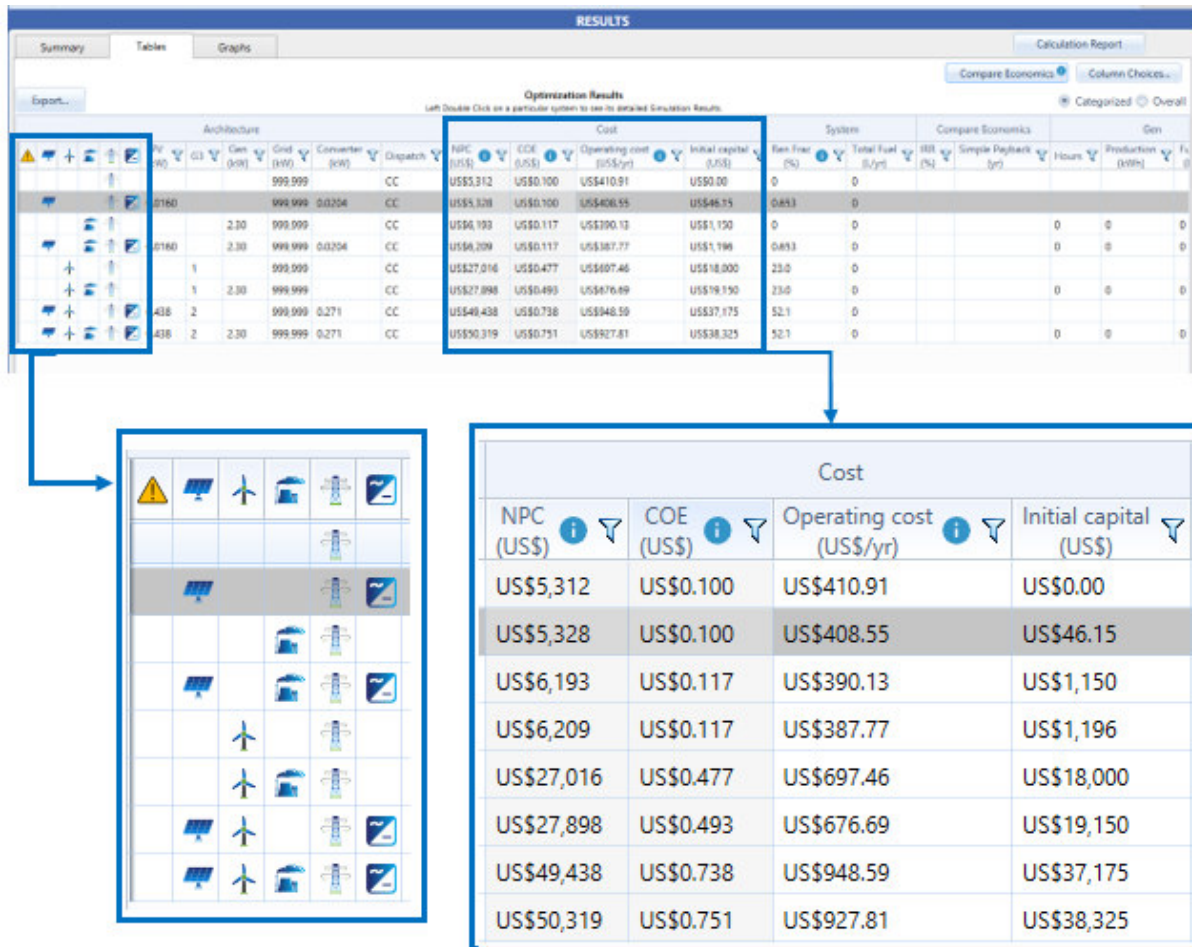 RESULTS
Summary Tables Graphs Calculation Report
Compare Economics Column Choices...
Export... Optimization Results Categorized Overall
Left Double Click on a particular system to see its detailed Simulation Results.
Architecture Cost System Compare Economics Gen
G3 Gen (kW) Grid (kW) Converter (kW) Dispatch NPC (US$) COE (US$) Operating cost (US$/yr) Initial capital (US$) Ren Frac (%) Total Fuel (L/yr) IRR (%) Simple Payback (yr) Hours Production (kWh)
999,999 CC US$5,312 US$0.100 US$410.91 US$0.00 0 0
.0160 999,999 0.0204 CC US$5,328 US$0.100 US$408.55 US$46.15 0.653 0
2.30 999,999 CC US$6,193 US$0.117 US$390.13 US$1,150 0 0 0 0 0
.0160 2.30 999,999 0.0204 CC US$6,209 US$0.117 US$387.77 US$1,196 0.653 0 0 0 0
1 999,999 CC US$27,016 US$0.477 US$697.46 US$18,000 23.0 0
1 2.30 999,999 CC US$27,898 US$0.493 US$676.69 US$19,150 23.0 0 0 0 0
.438 2 999,999 0.271 CC US$49,438 US$0.738 US$948.59 US$37,175 52.1 0
.438 2 2.30 999,999 0.271 CC US$50,319 US$0.751 US$927.81 US$38,325 52.1 0 0 0 0
Cost
NPC COE Operating cost Initial capital
(US$) (US$) (US$/yr) (US$)
US$5,312 US$0.100 US$410.91 US$0.00
US$5,328 US$0.100 US$408.55 US$46.15
US$6,193 US$0.117 US$390.13 US$1,150
US$6,209 US$0.117 US$387.77 US$1,196
US$27,016 US$0.477 US$697.46 US$18,000
US$27,898 US$0.493 US$676.69 US$19,150
US$49,438 US$0.738 US$948.59 US$37,175
US$50,319 US$0.751 US$927.81 US$38,325